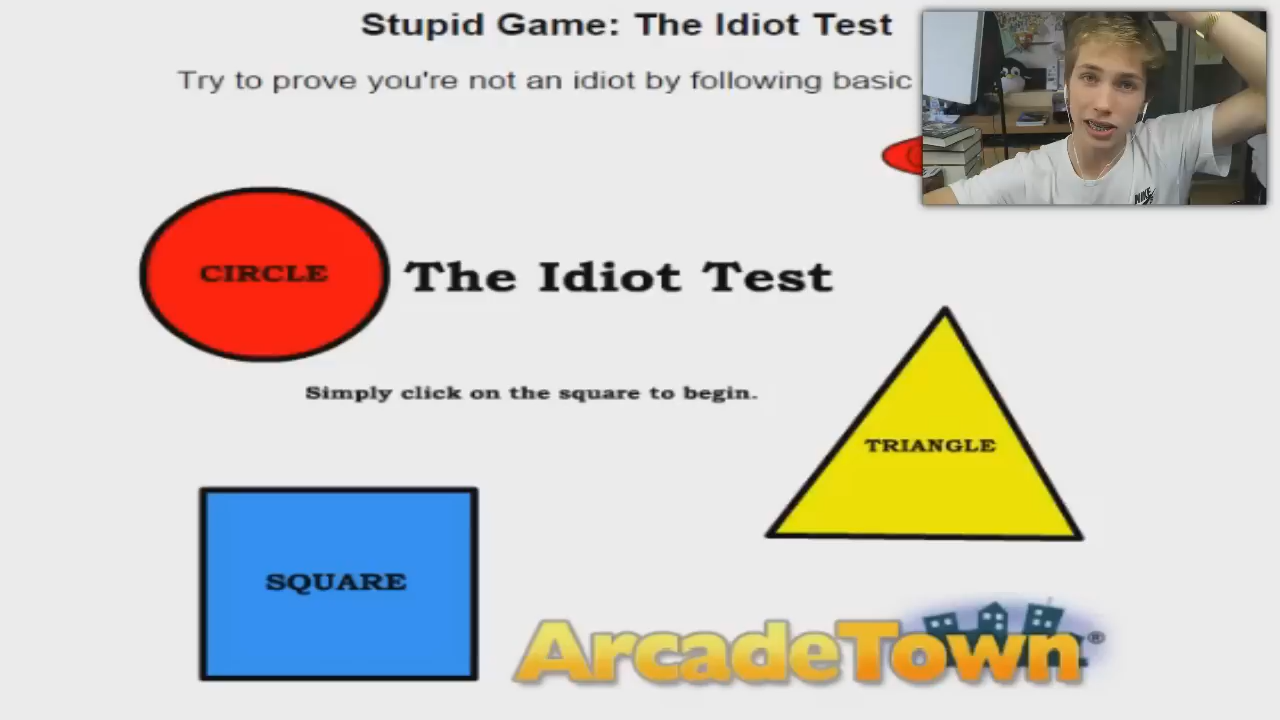 Stupid Game: The Idiot Test
Try to prove you're not an idiot by following basic
CIRCLE
The Idiot Test
Simply click on the square to begin.
TRIANGLE
SQUARE
ArcadeTown®
NIKE